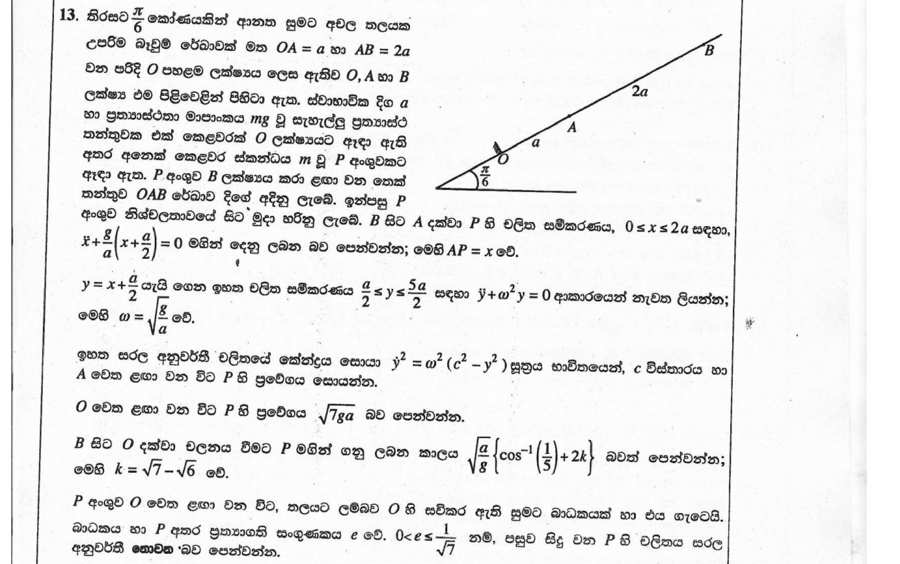 13. තිරසට π/6 කෝණයකින් ආනත සුමට අචල තලයක
උපරිම බෑවුම් රේඛාවක් මත OA = a හා AB = 2a
වන පරිදි O පහළම ලක්ෂ්‍යය ලෙස ඇතිව O, A හා B
ලක්ෂ්‍ය එම පිළිවෙළින් පිහිටා ඇත. ස්වාභාවික දිග a
හා ප්‍රත්‍යාස්ථතා මාපාංකය mg වූ සැහැල්ලු ප්‍රත්‍යාස්ථ
තන්තුවක එක් කෙළවරක් O ලක්ෂ්‍යයට ඈඳා ඇති
අතර අනෙක් කෙළවර ස්කන්ධය m වූ P අංශුවකට
ඈඳා ඇත. P අංශුව B ලක්ෂ්‍යය කරා ළඟා වන තෙක්
තන්තුව OAB රේඛාව දිගේ අදිනු ලැබේ. ඉන්පසු P
අංශුව නිශ්චලතාවයේ සිට මුදා හරිනු ලැබේ. B සිට A දක්වා P හි චලිත සමීකරණය, 0 ≤ x ≤ 2a සඳහා,
ẍ + g/a (x + a/2) = 0 මගින් දෙනු ලබන බව පෙන්වන්න; මෙහි AP = x වේ.
y = x + a/2 යැයි ගෙන ඉහත චලිත සමීකරණය a/2 ≤ y ≤ 5a/2 සඳහා ÿ + ω² y = 0 ආකාරයෙන් නැවත ලියන්න;
මෙහි ω = √(g/a) වේ.
ඉහත සරල අනුවර්තී චලිතයේ කේන්ද්‍රය සොයා ẏ² = ω² (c² − y²) සූත්‍රය භාවිතයෙන්, c විස්තාරය හා
A වෙත ළඟා වන විට P හි ප්‍රවේගය සොයන්න.
O වෙත ළඟා වන විට P හි ප්‍රවේගය √(7ga) බව පෙන්වන්න.
B සිට O දක්වා චලනය වීමට P මගින් ගනු ලබන කාලය √(a/g) {cos⁻¹(1/5) + 2k} බවත් පෙන්වන්න;
මෙහි k = √7 − √6 වේ.
P අංශුව O වෙත ළඟා වන විට, තලයට ලම්බව O හි සවිකර ඇති සුමට බාධකයක් හා එය ගැටෙයි.
බාධකය හා P අතර ප්‍රත්‍යාගති සංගුණකය e වේ. 0 < e ≤ 1/√7 නම්, පසුව සිදු වන P හි චලිතය සරල
අනුවර්තී නොවන බව පෙන්වන්න.
B
2a
A
a
O
π/6